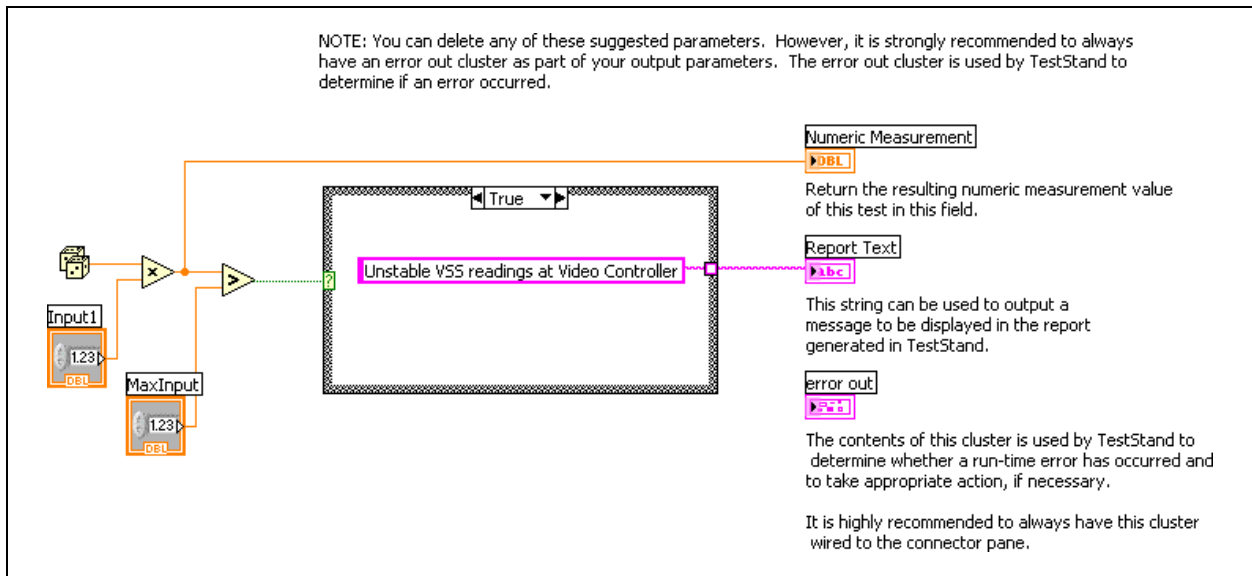 NOTE: You can delete any of these suggested parameters.  However, it is strongly recommended to always
have an error out cluster as part of your output parameters.  The error out cluster is used by TestStand to
determine if an error occurred.
Numeric Measurement
DBL
Return the resulting numeric measurement value
of this test in this field.
True
Report Text
abc
Unstable VSS readings at Video Controller
×
>
?
This string can be used to output a
message to be displayed in the report
generated in TestStand.
Input1
1.23
DBL
MaxInput
1.23
DBL
error out
The contents of this cluster is used by TestStand to
determine whether a run-time error has occurred and
to take appropriate action, if necessary.
It is highly recommended to always have this cluster
wired to the connector pane.